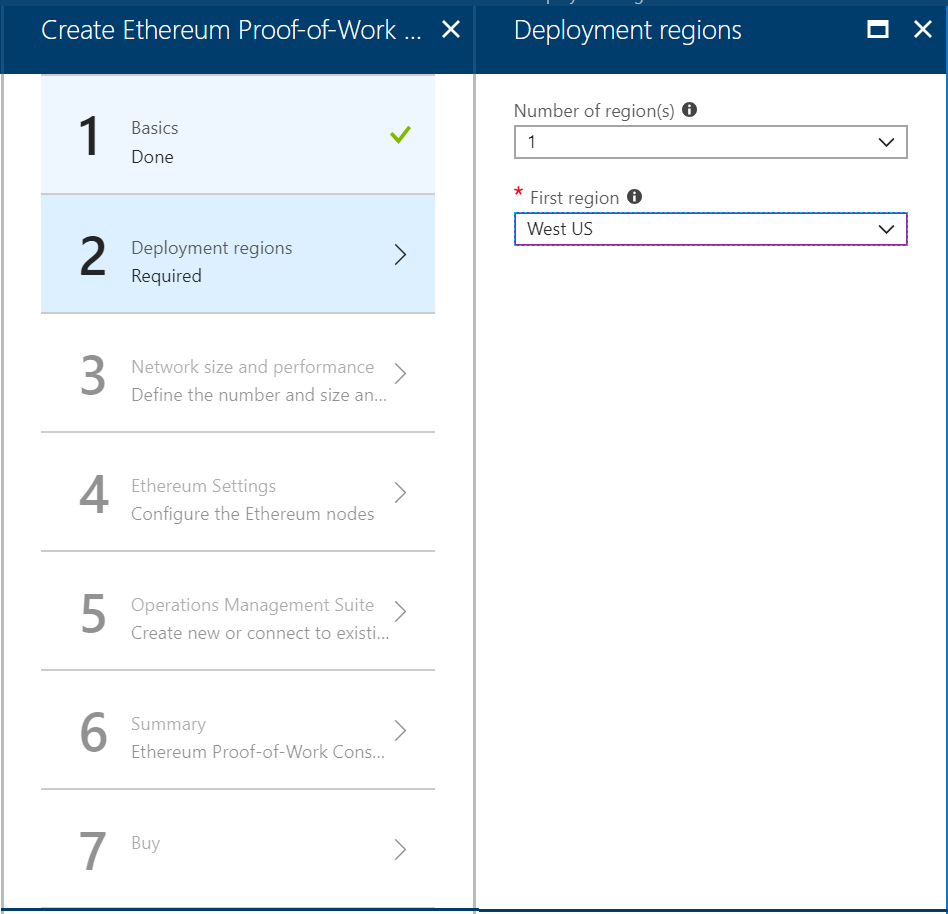 Create Ethereum Proof-of-Work ...
1
Basics
Done
2
Deployment regions
Required
3
Network size and performance
Define the number and size an...
4
Ethereum Settings
Configure the Ethereum nodes
5
Operations Management Suite
Create new or connect to existi...
6
Summary
Ethereum Proof-of-Work Cons...
7
Buy
Deployment regions
Number of region(s)
1
* First region
West US